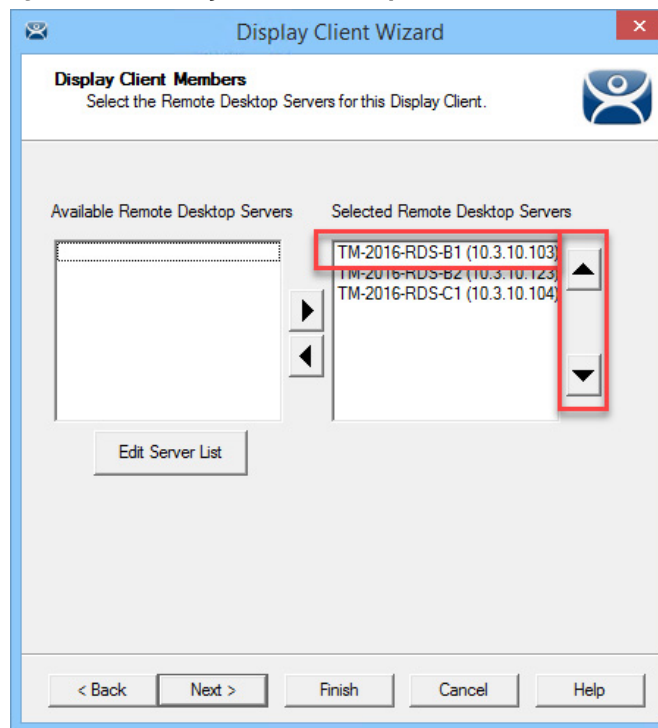 Display Client Wizard
Display Client Members
Select the Remote Desktop Servers for this Display Client.
Available Remote Desktop Servers
Selected Remote Desktop Servers
TM-2016-RDS-B1 (10.3.10.103)
TM-2016-RDS-B2 (10.3.10.123)
TM-2016-RDS-C1 (10.3.10.104)
Edit Server List
< Back
Next >
Finish
Cancel
Help